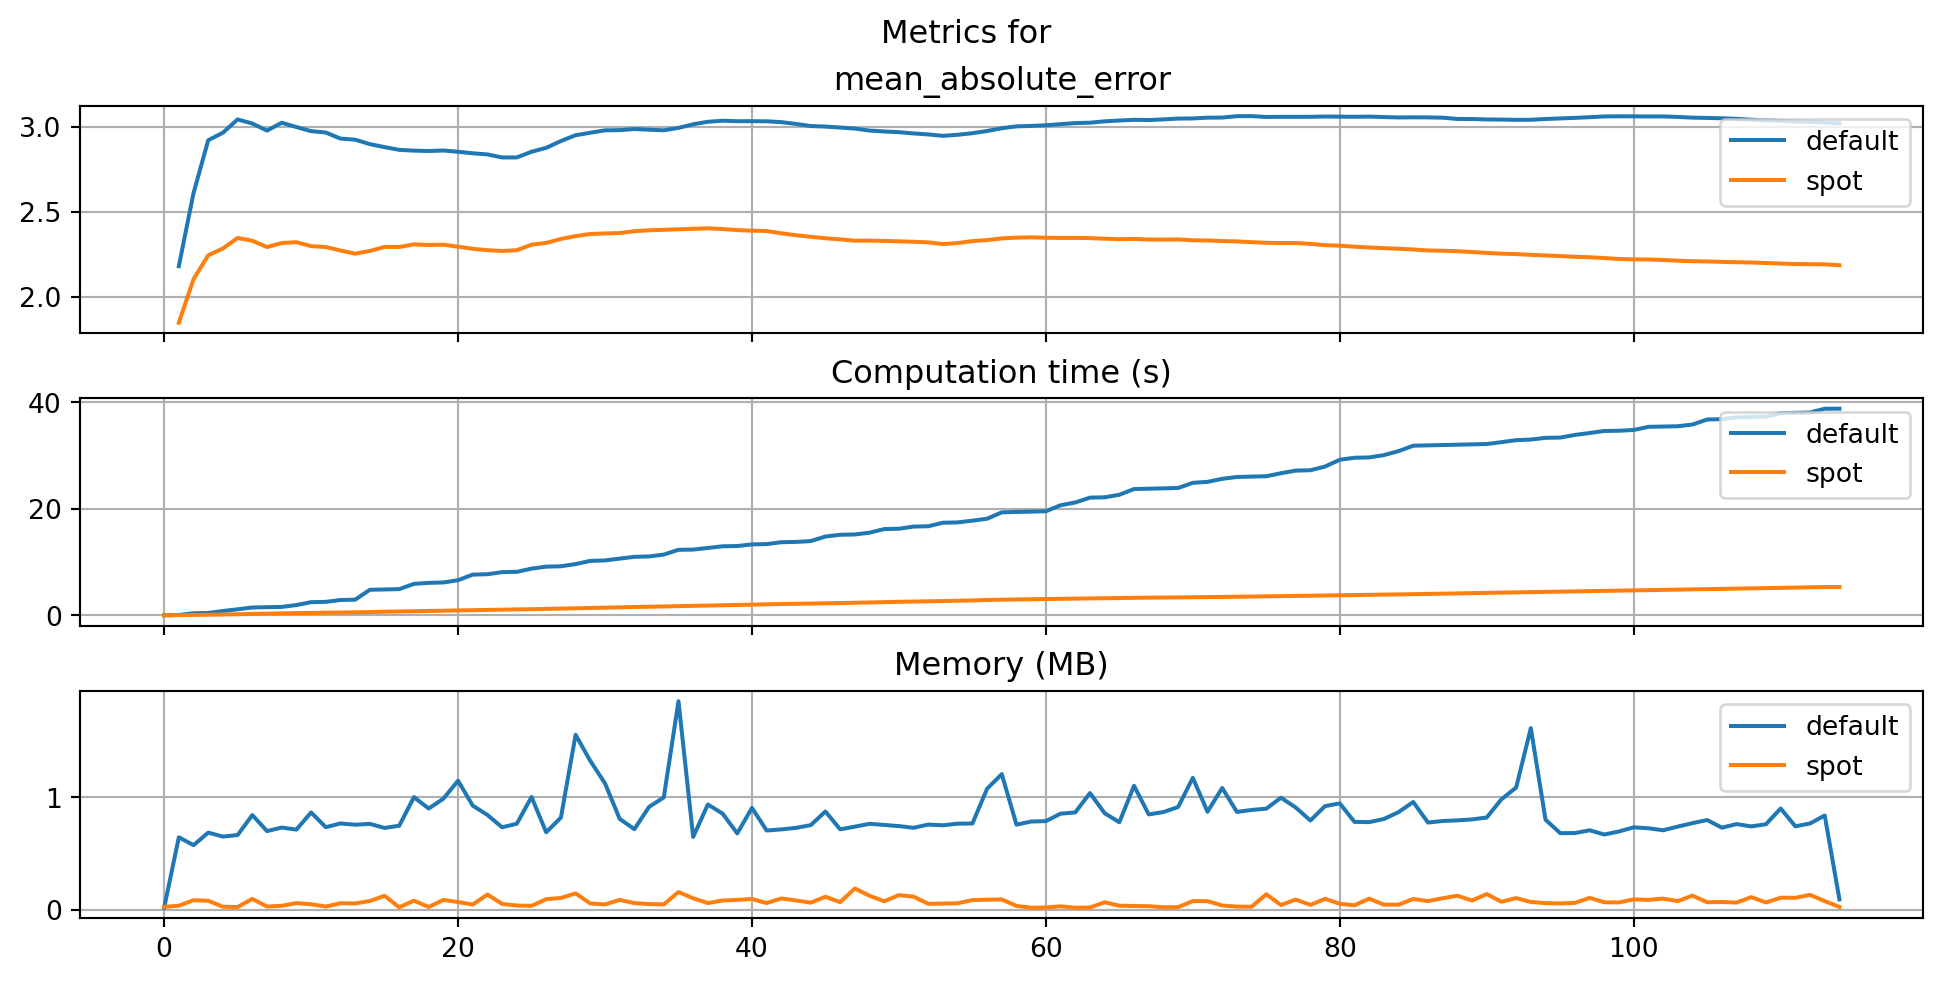 Metrics for
mean_absolute_error
3.0
2.5
2.0
default
spot
Computation time (s)
40
20
0
default
spot
Memory (MB)
1
0
default
spot
0 20 40 60 80 100